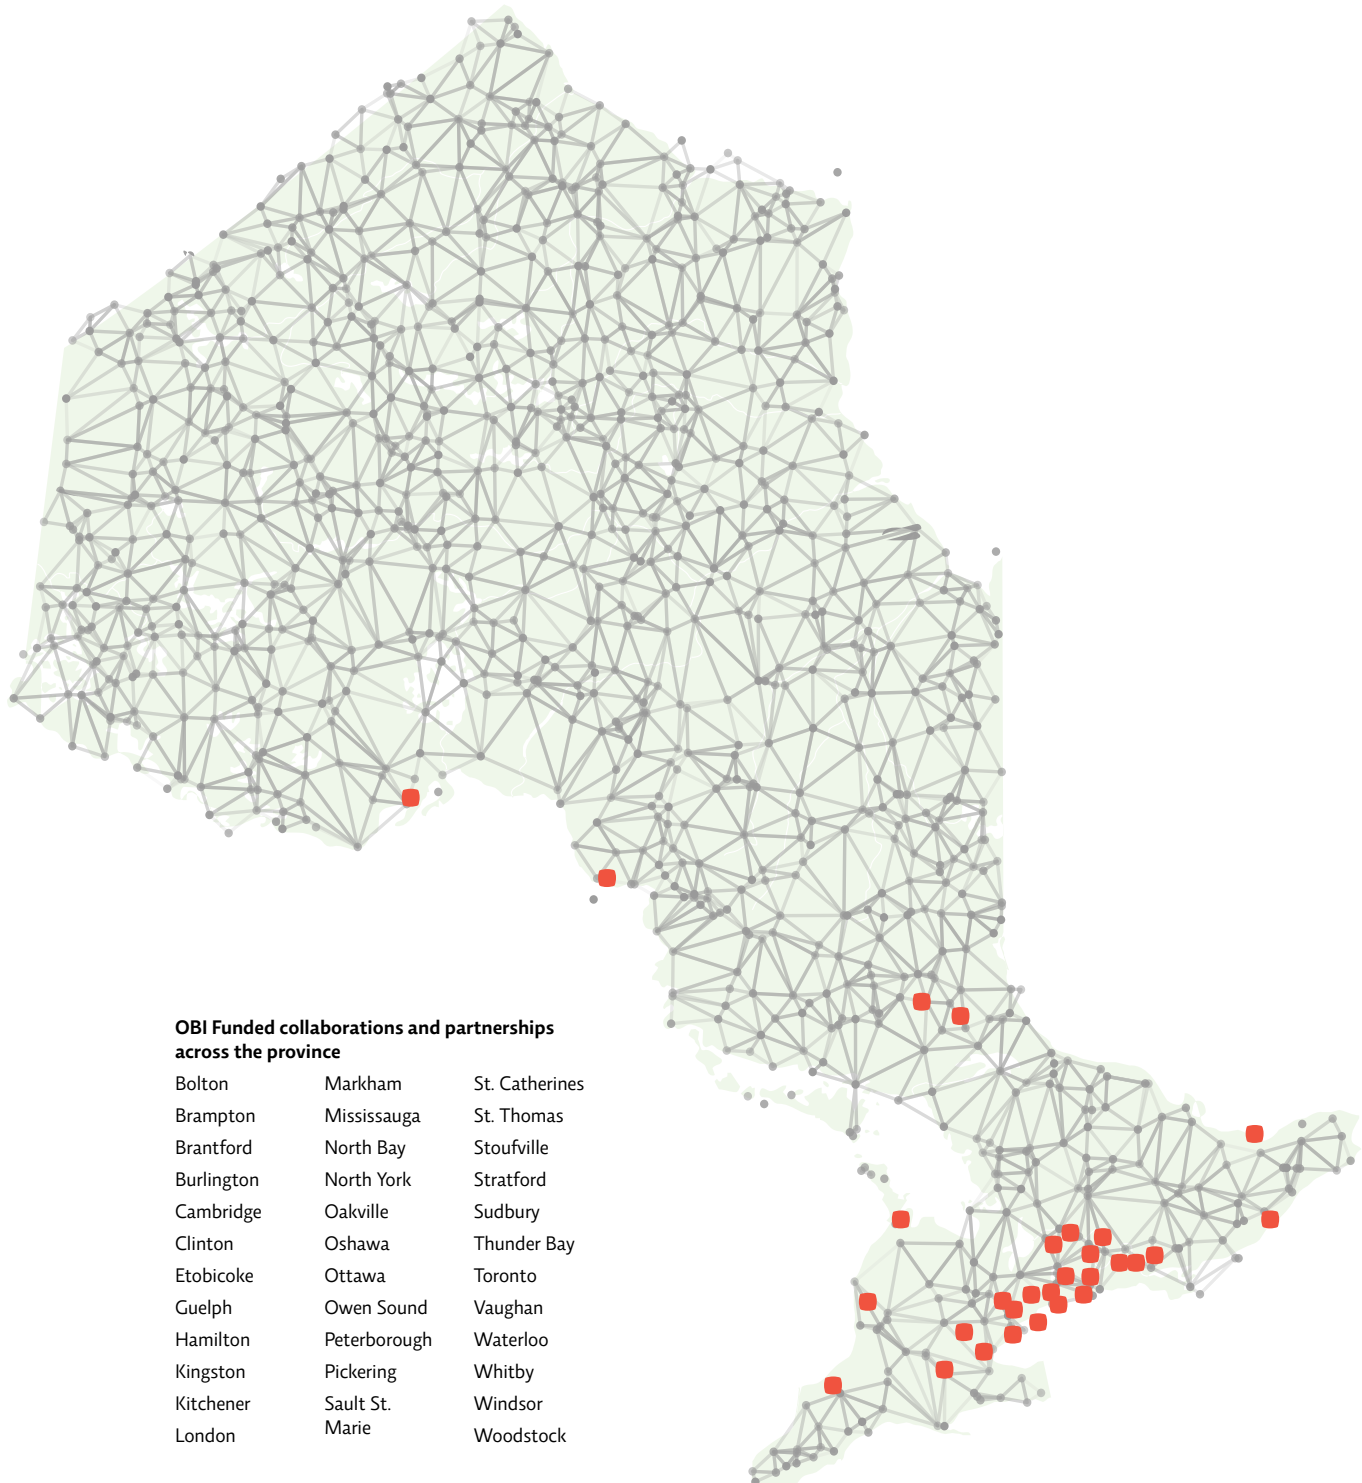 OBI Funded collaborations and partnerships
across the province
Bolton
Brampton
Brantford
Burlington
Cambridge
Clinton
Etobicoke
Guelph
Hamilton
Kingston
Kitchener
London
Markham
Mississauga
North Bay
North York
Oakville
Oshawa
Ottawa
Owen Sound
Peterborough
Pickering
Sault St.
Marie
St. Catherines
St. Thomas
Stoufville
Stratford
Sudbury
Thunder Bay
Toronto
Vaughan
Waterloo
Whitby
Windsor
Woodstock